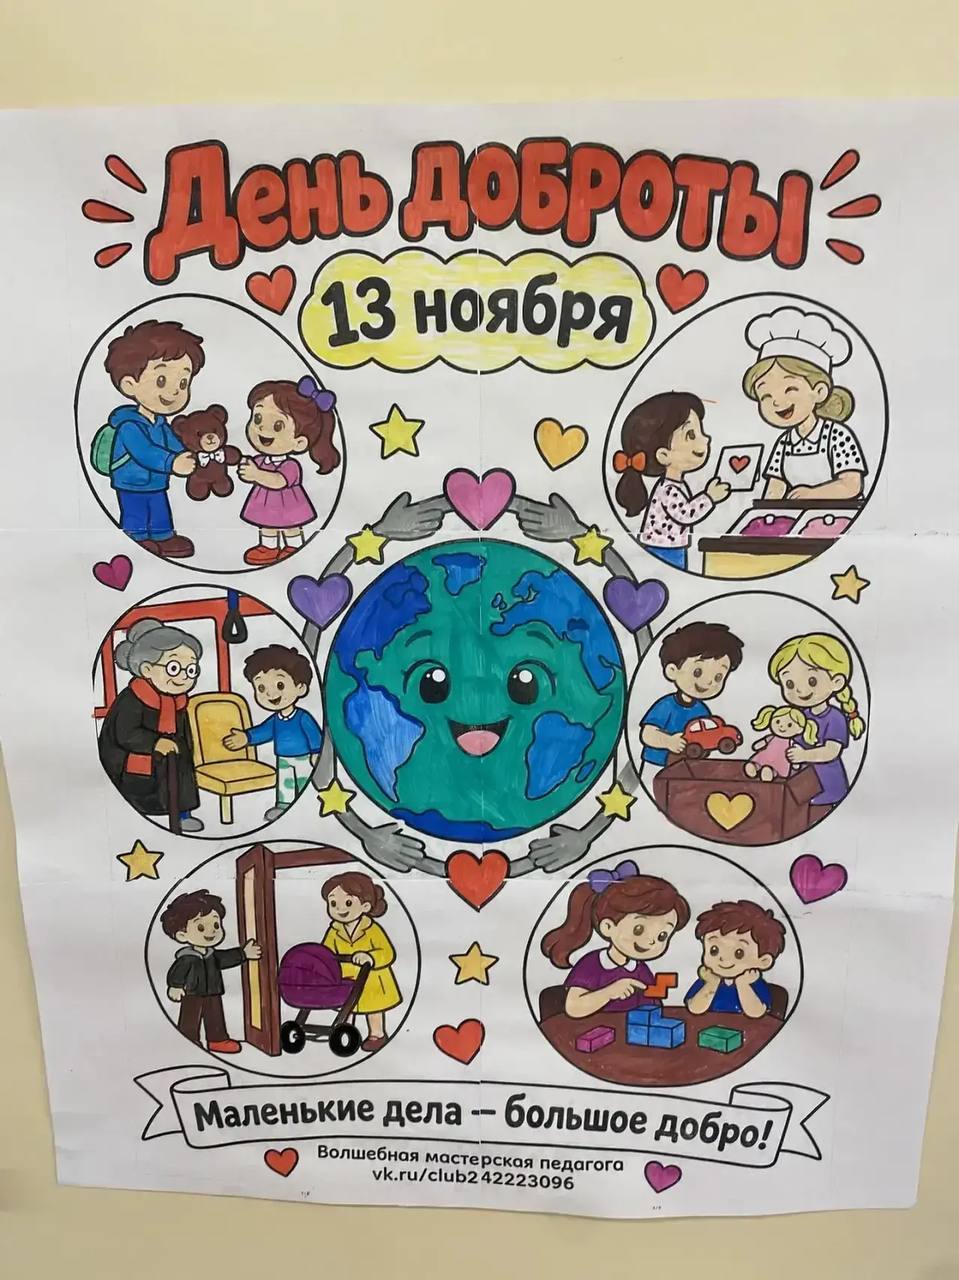 День доброты
13 ноября
Маленькие дела – большое добро!
Волшебная мастерская педагога
vk.ru/club242223096